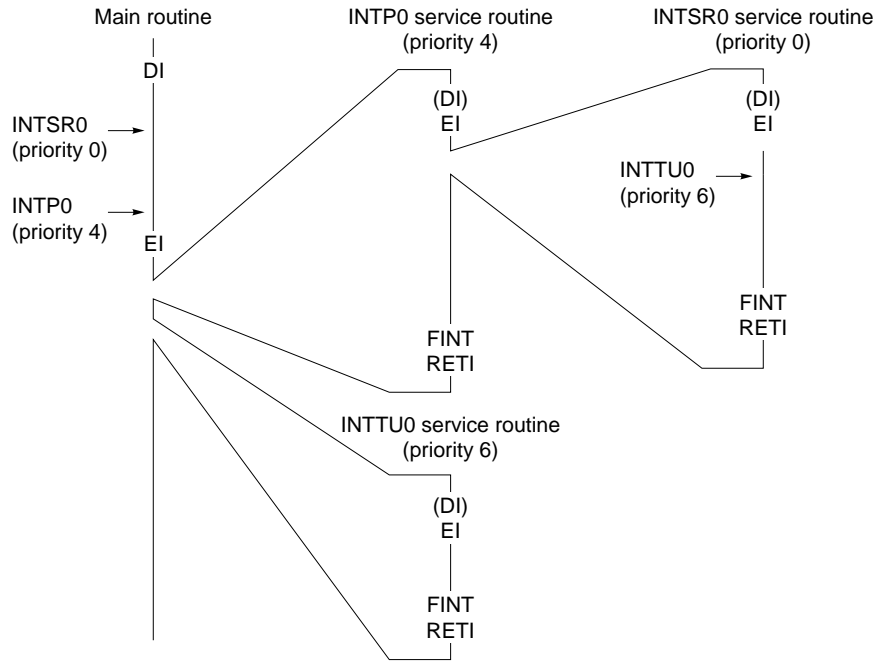 Main routine
DI
INTSR0
(priority 0)
INTP0
(priority 4)
EI
INTP0 service routine
(priority 4)
(DI)
EI
FINT
RETI
INTSR0 service routine
(priority 0)
(DI)
EI
INTTU0
(priority 6)
FINT
RETI
INTTU0 service routine
(priority 6)
(DI)
EI
FINT
RETI